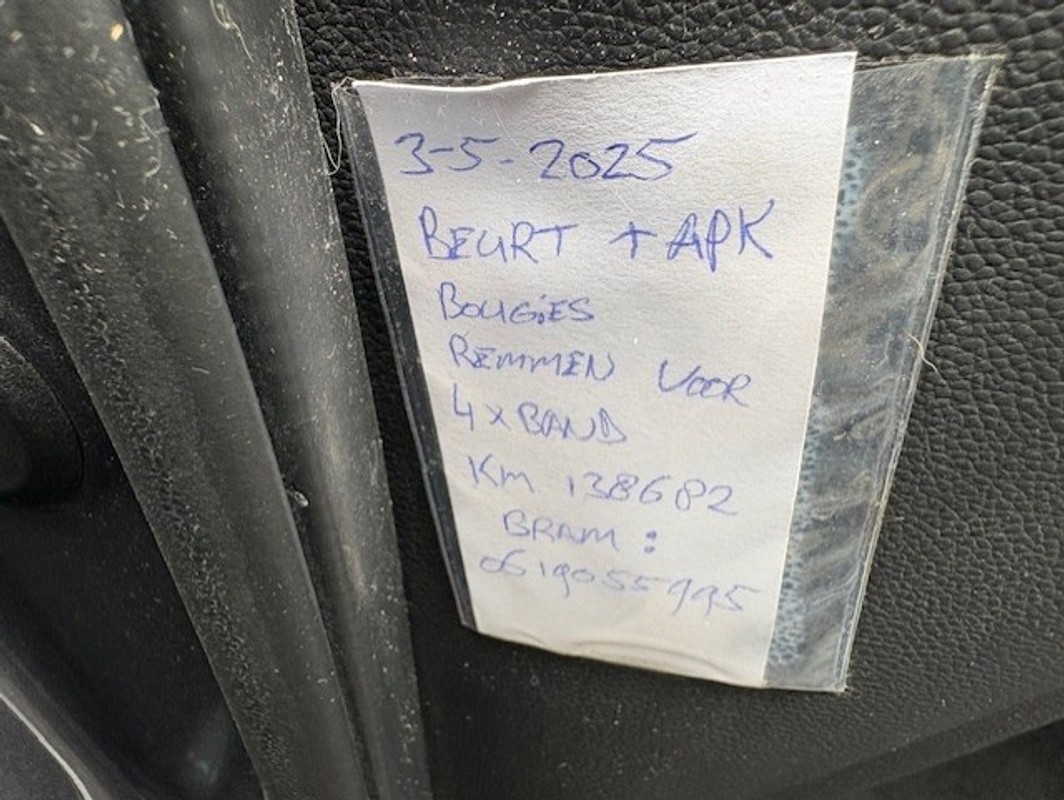 3-5-2025
BEURT + APK
BOUGIES
REMMEN VOOR
4 x BAND
Km 138682
BRAM :
0619055995